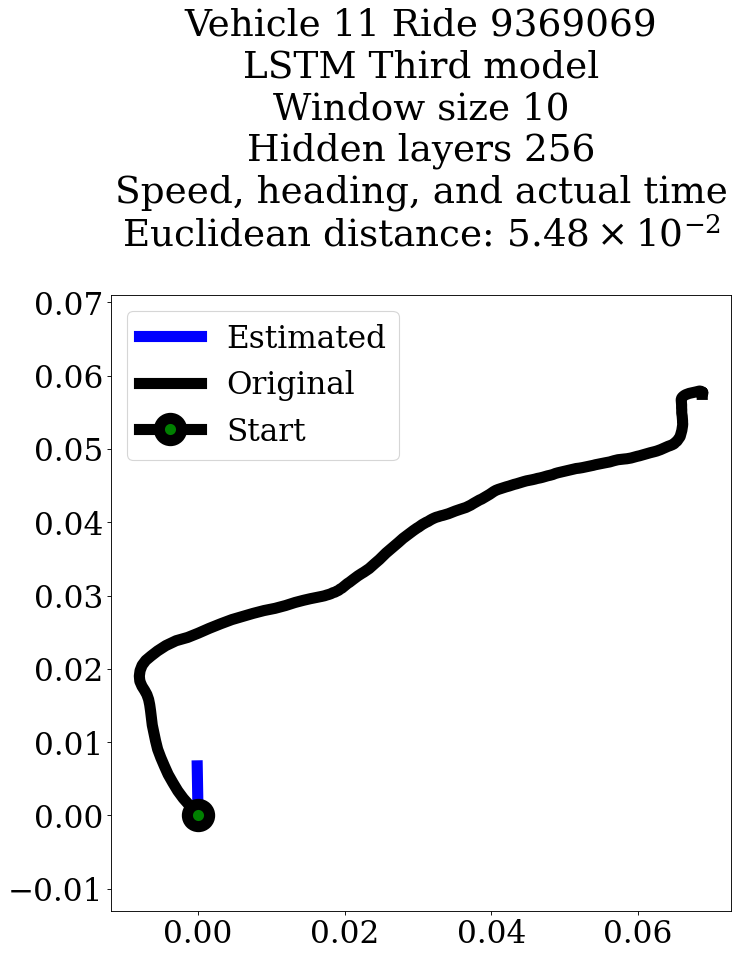 Vehicle 11 Ride 9369069
LSTM Third model
Window size 10
Hidden layers 256
Speed, heading, and actual time
Euclidean distance: 5.48 × 10⁻²
0.07
0.06
0.05
0.04
0.03
0.02
0.01
0.00
−0.01
Estimated
Original
Start
0.00 0.02 0.04 0.06